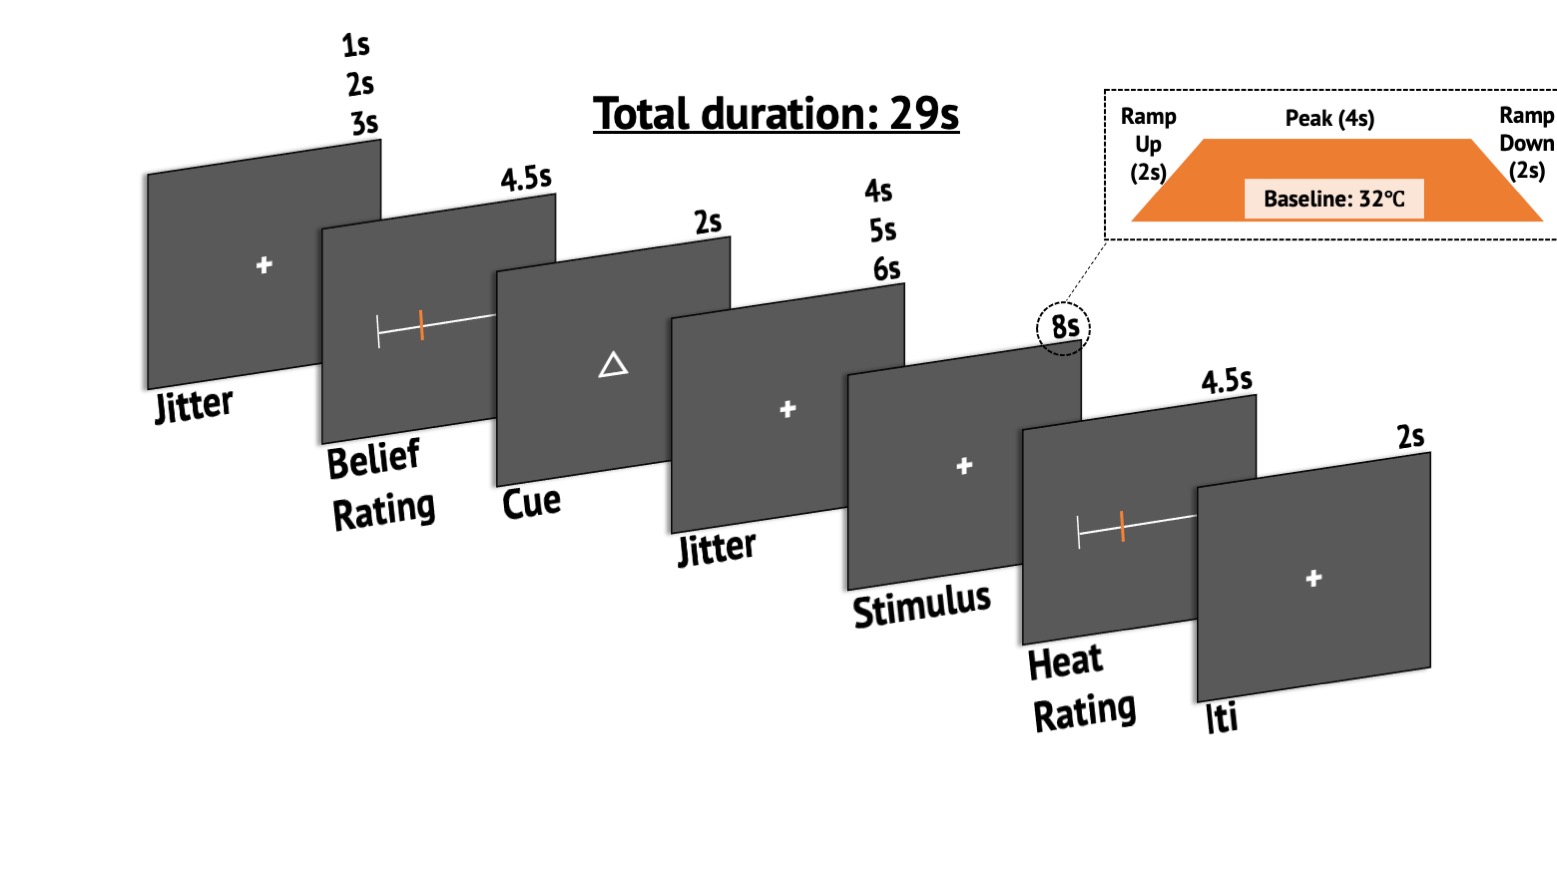 1s
2s
3s
Jitter
4.5s
Belief
Rating
2s
Cue
Total duration: 29s
4s
5s
6s
Jitter
8s
Stimulus
Ramp
Up
(2s)
Peak (4s)
Baseline: 32℃
Ramp
Down
(2s)
4.5s
Heat
Rating
2s
Iti